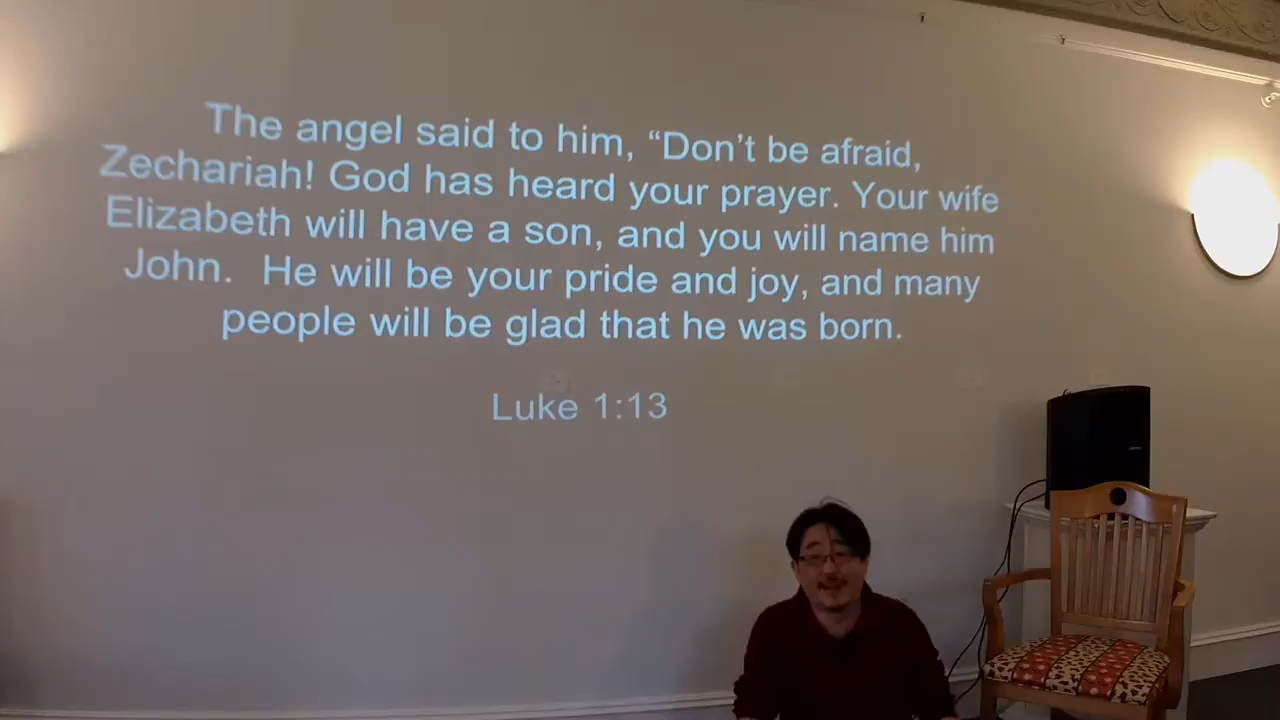 The angel said to him, “Don’t be afraid,
Zechariah! God has heard your prayer. Your wife
Elizabeth will have a son, and you will name him
John.  He will be your pride and joy, and many
people will be glad that he was born.
Luke 1:13